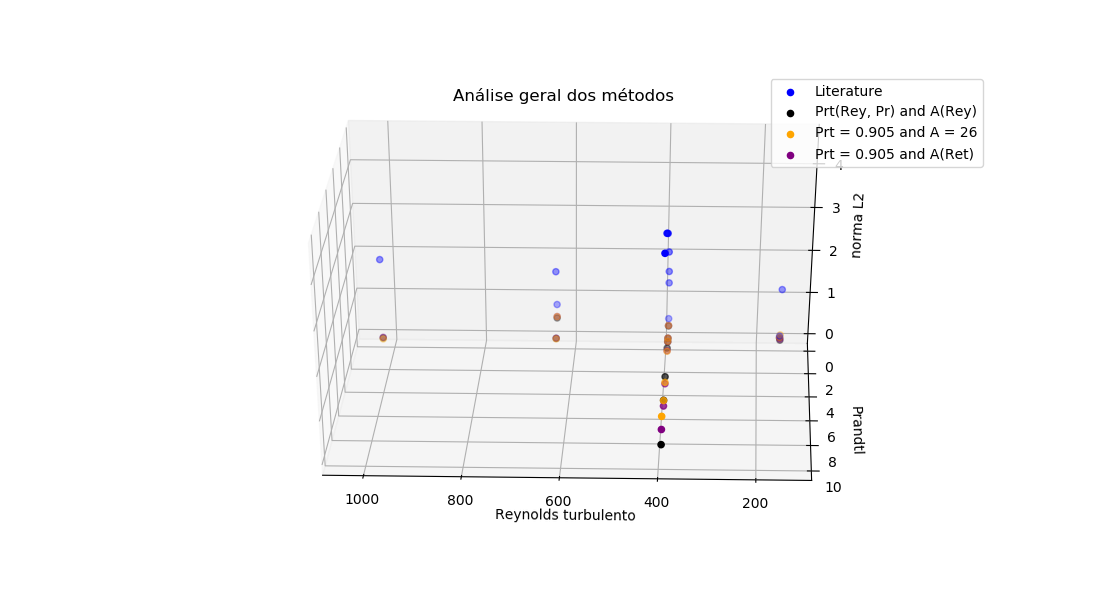 Análise geral dos métodos
Literature
Prt(Rey, Pr) and A(Rey)
Prt = 0.905 and A = 26
Prt = 0.905 and A(Ret)
4
3
2
1
0
norma L2
0
2
4
6
8
10
Prandtl
1000 800 600 400 200
Reynolds turbulento